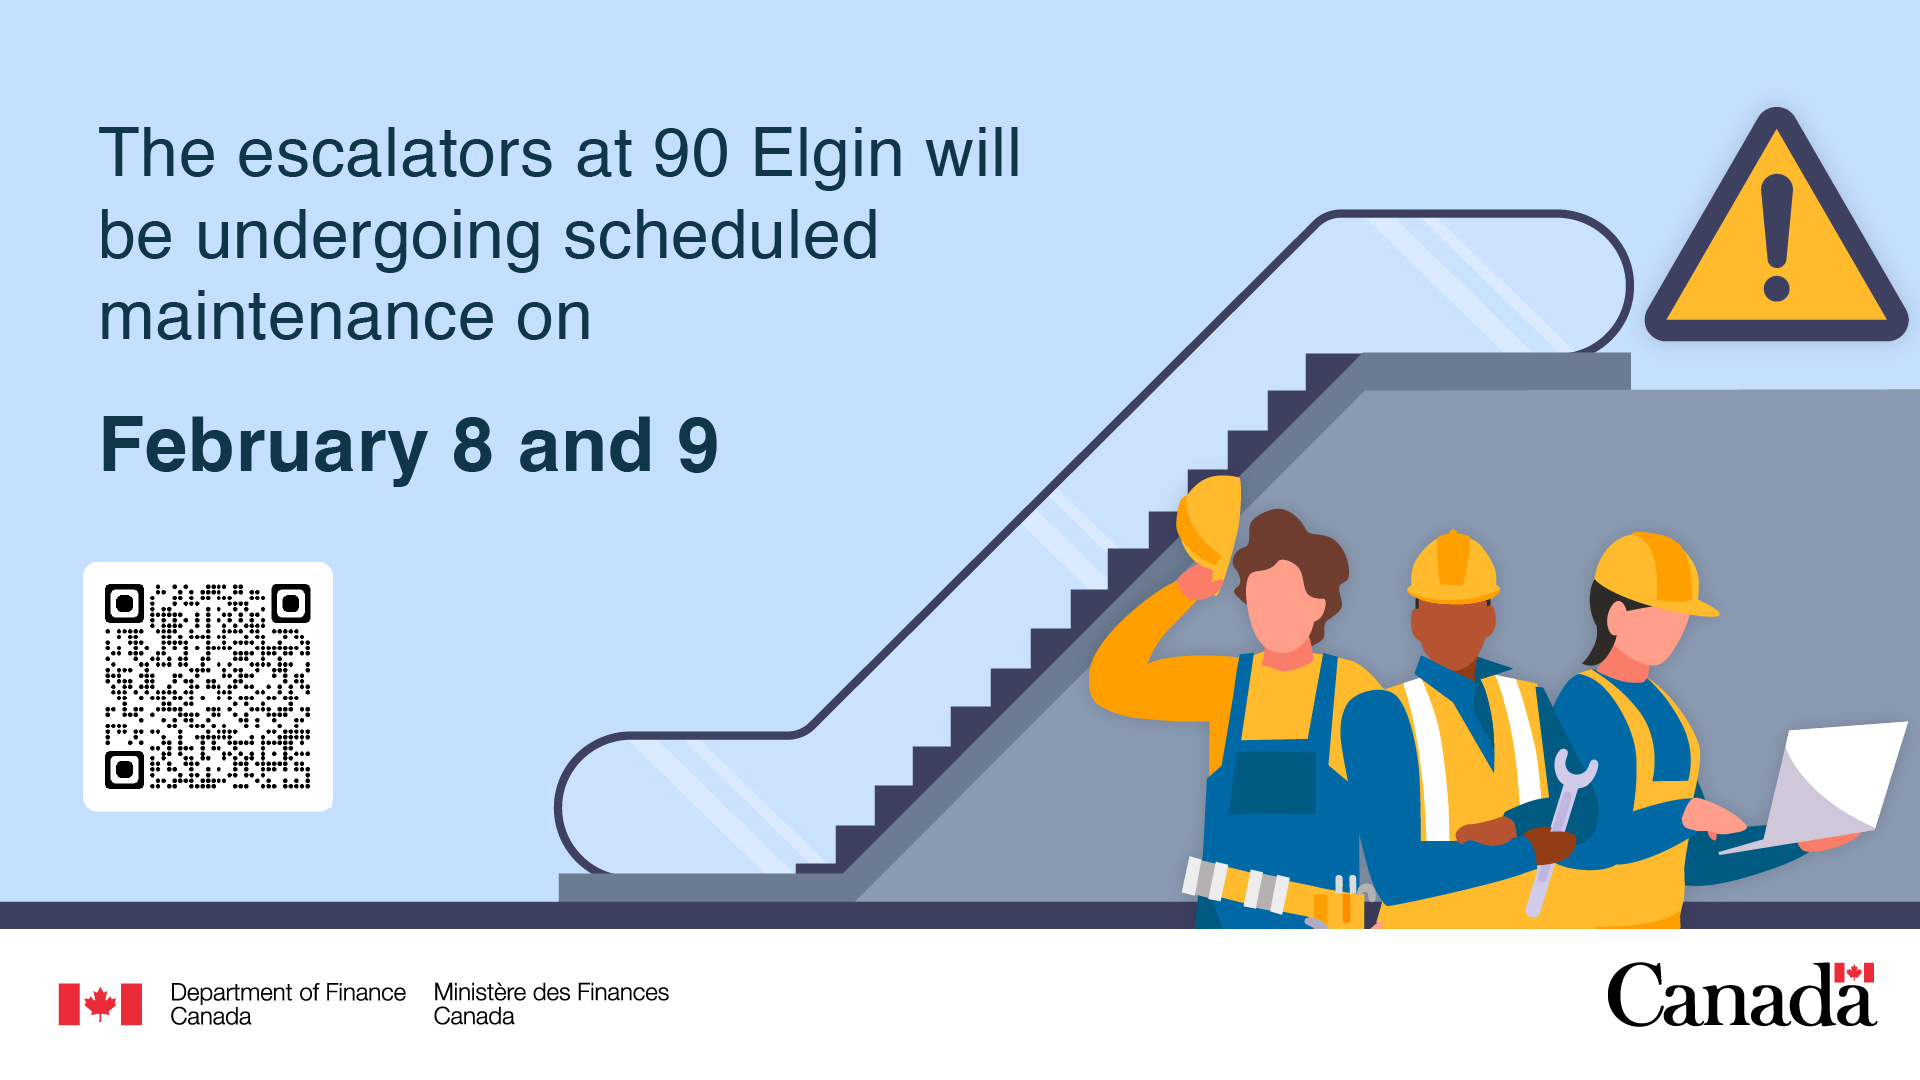 The escalators at 90 Elgin will
be undergoing scheduled
maintenance on
February 8 and 9
Department of Finance
Canada
Ministère des Finances
Canada
Canada